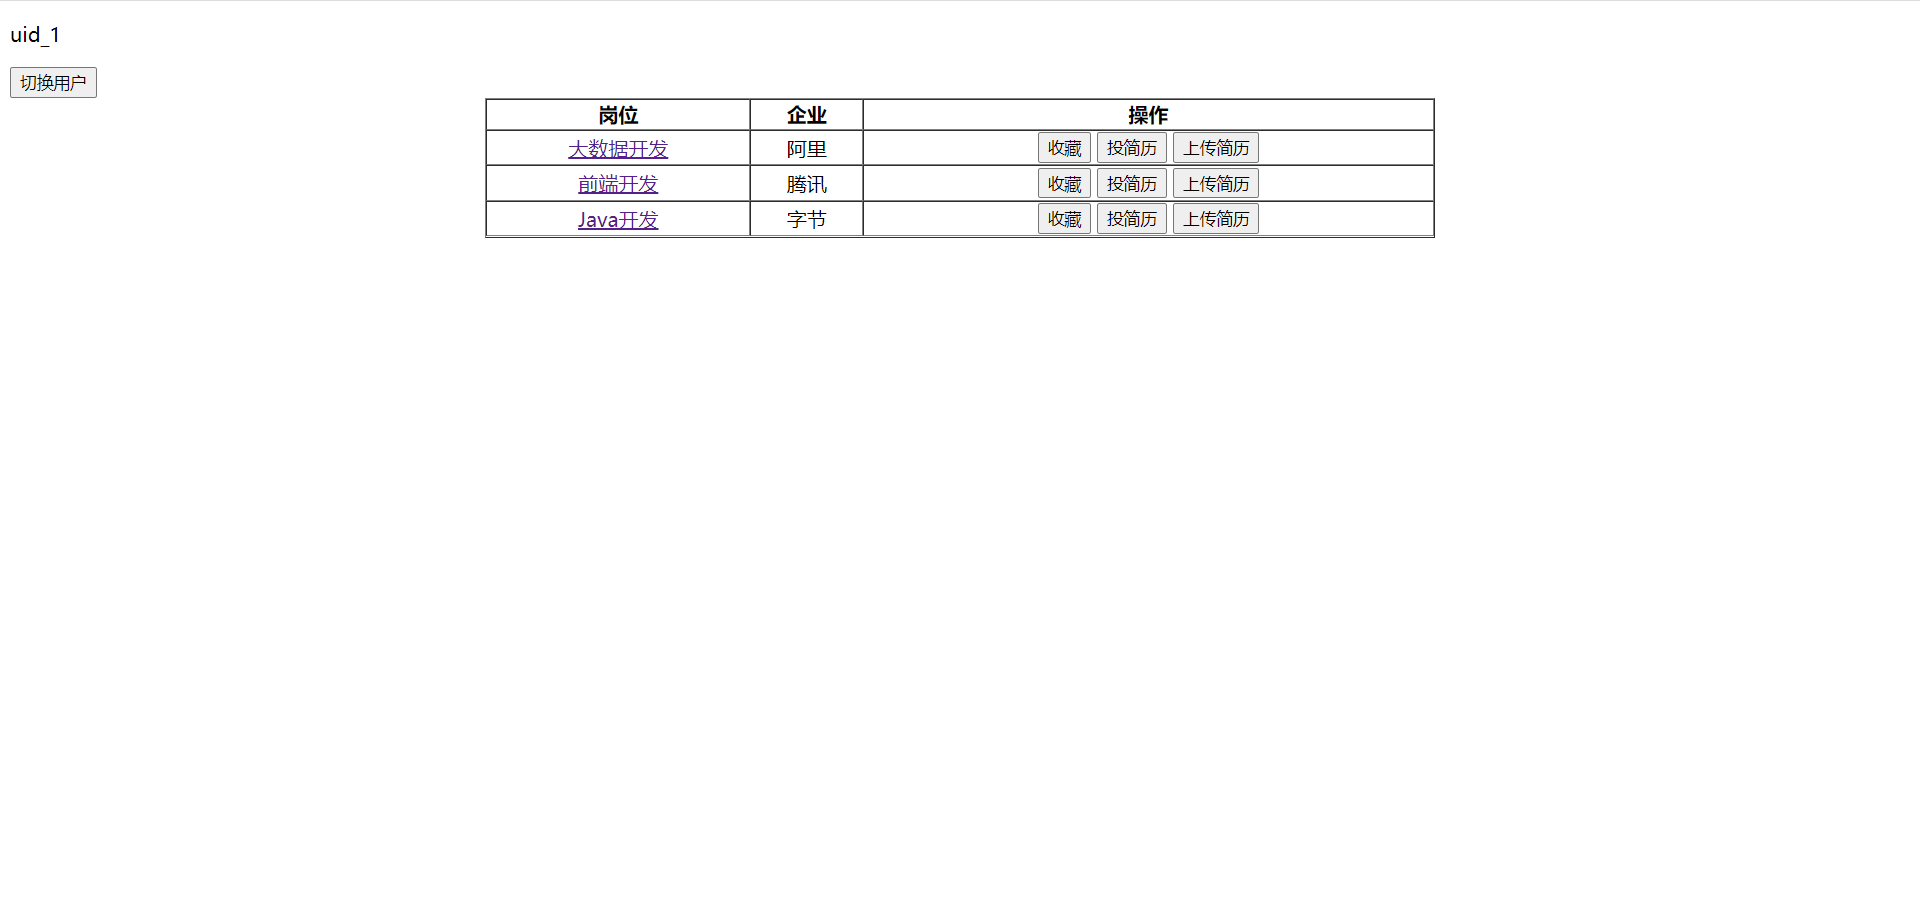 uid_1
切换用户
岗位 企业 操作
大数据开发 阿里 收藏 投简历 上传简历
前端开发 腾讯 收藏 投简历 上传简历
Java开发 字节 收藏 投简历 上传简历